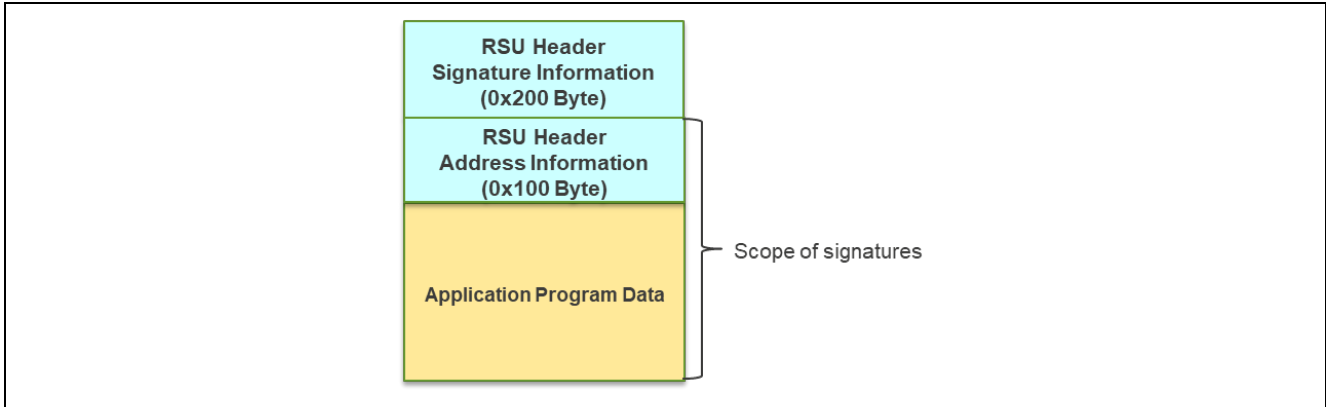 RSU Header
Signature Information
(0x200 Byte)
RSU Header
Address Information
(0x100 Byte)
Scope of signatures
Application Program Data